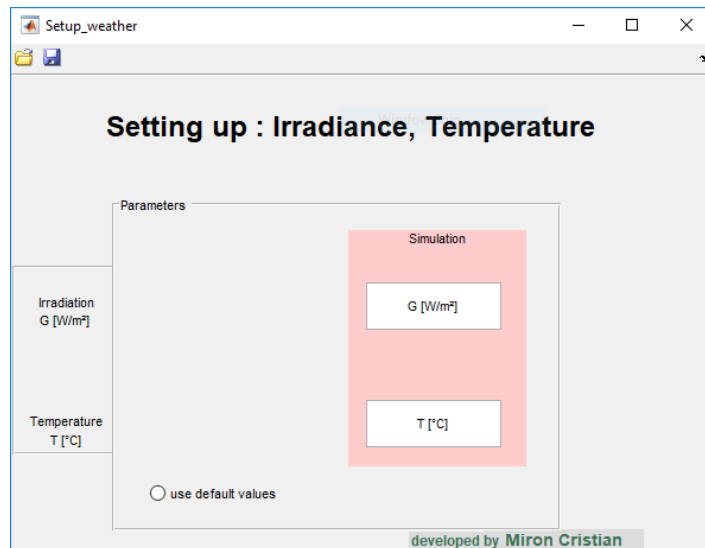 Setup_weather
Setting up : Irradiance, Temperature
Parameters
Simulation
Irradiation
G [W/m²]
G [W/m²]
Temperature
T [°C]
T [°C]
use default values
developed by Miron Cristian